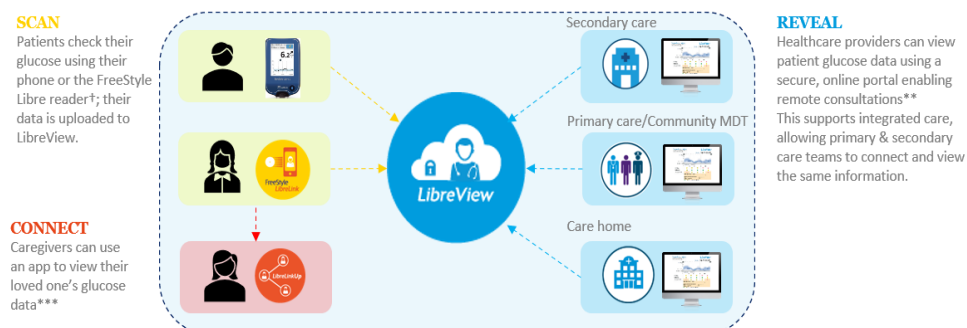 SCAN
Patients check their
glucose using their
phone or the FreeStyle
Libre reader†; their
data is uploaded to
LibreView.
CONNECT
Caregivers can use
an app to view their
loved one's glucose
data***
6.2
FreeStyle
LibreLink
LibreLinkUp
LibreView
Secondary care
Primary care/Community MDT
Care home
REVEAL
Healthcare providers can view
patient glucose data using a
secure, online portal enabling
remote consultations**
This supports integrated care,
allowing primary & secondary
care teams to connect and view
the same information.